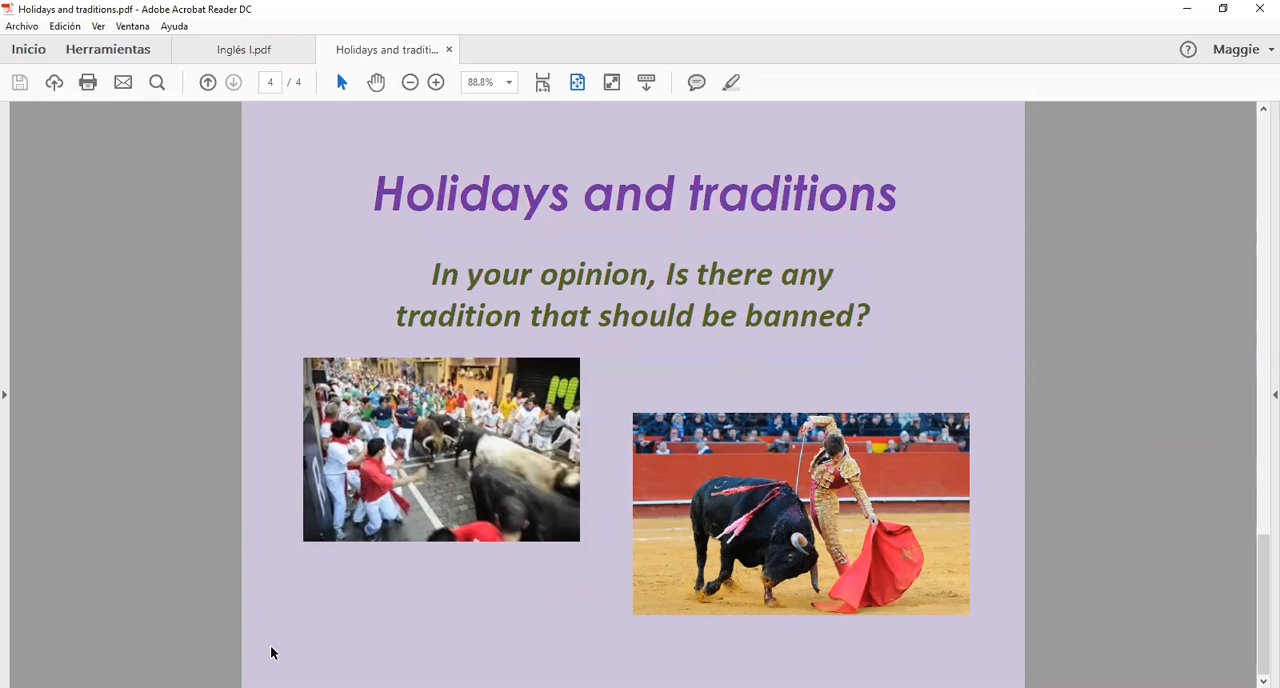 Holidays and traditions.pdf - Adobe Acrobat Reader DC
Archivo Edición Ver Ventana Ayuda
Inicio Herramientas Inglés I.pdf Holidays and traditi... × ? Maggie
4 / 4 88.8%
Holidays and traditions
In your opinion, Is there any
tradition that should be banned?